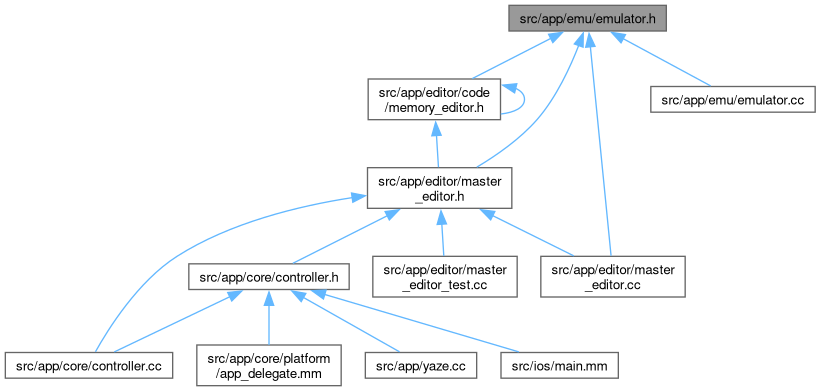 src/app/emu/emulator.h
src/app/editor/code
/memory_editor.h
src/app/emu/emulator.cc
src/app/editor/master
_editor.h
src/app/core/controller.h
src/app/editor/master
_editor_test.cc
src/app/editor/master
_editor.cc
src/app/core/controller.cc
src/app/core/platform
/app_delegate.mm
src/app/yaze.cc
src/ios/main.mm